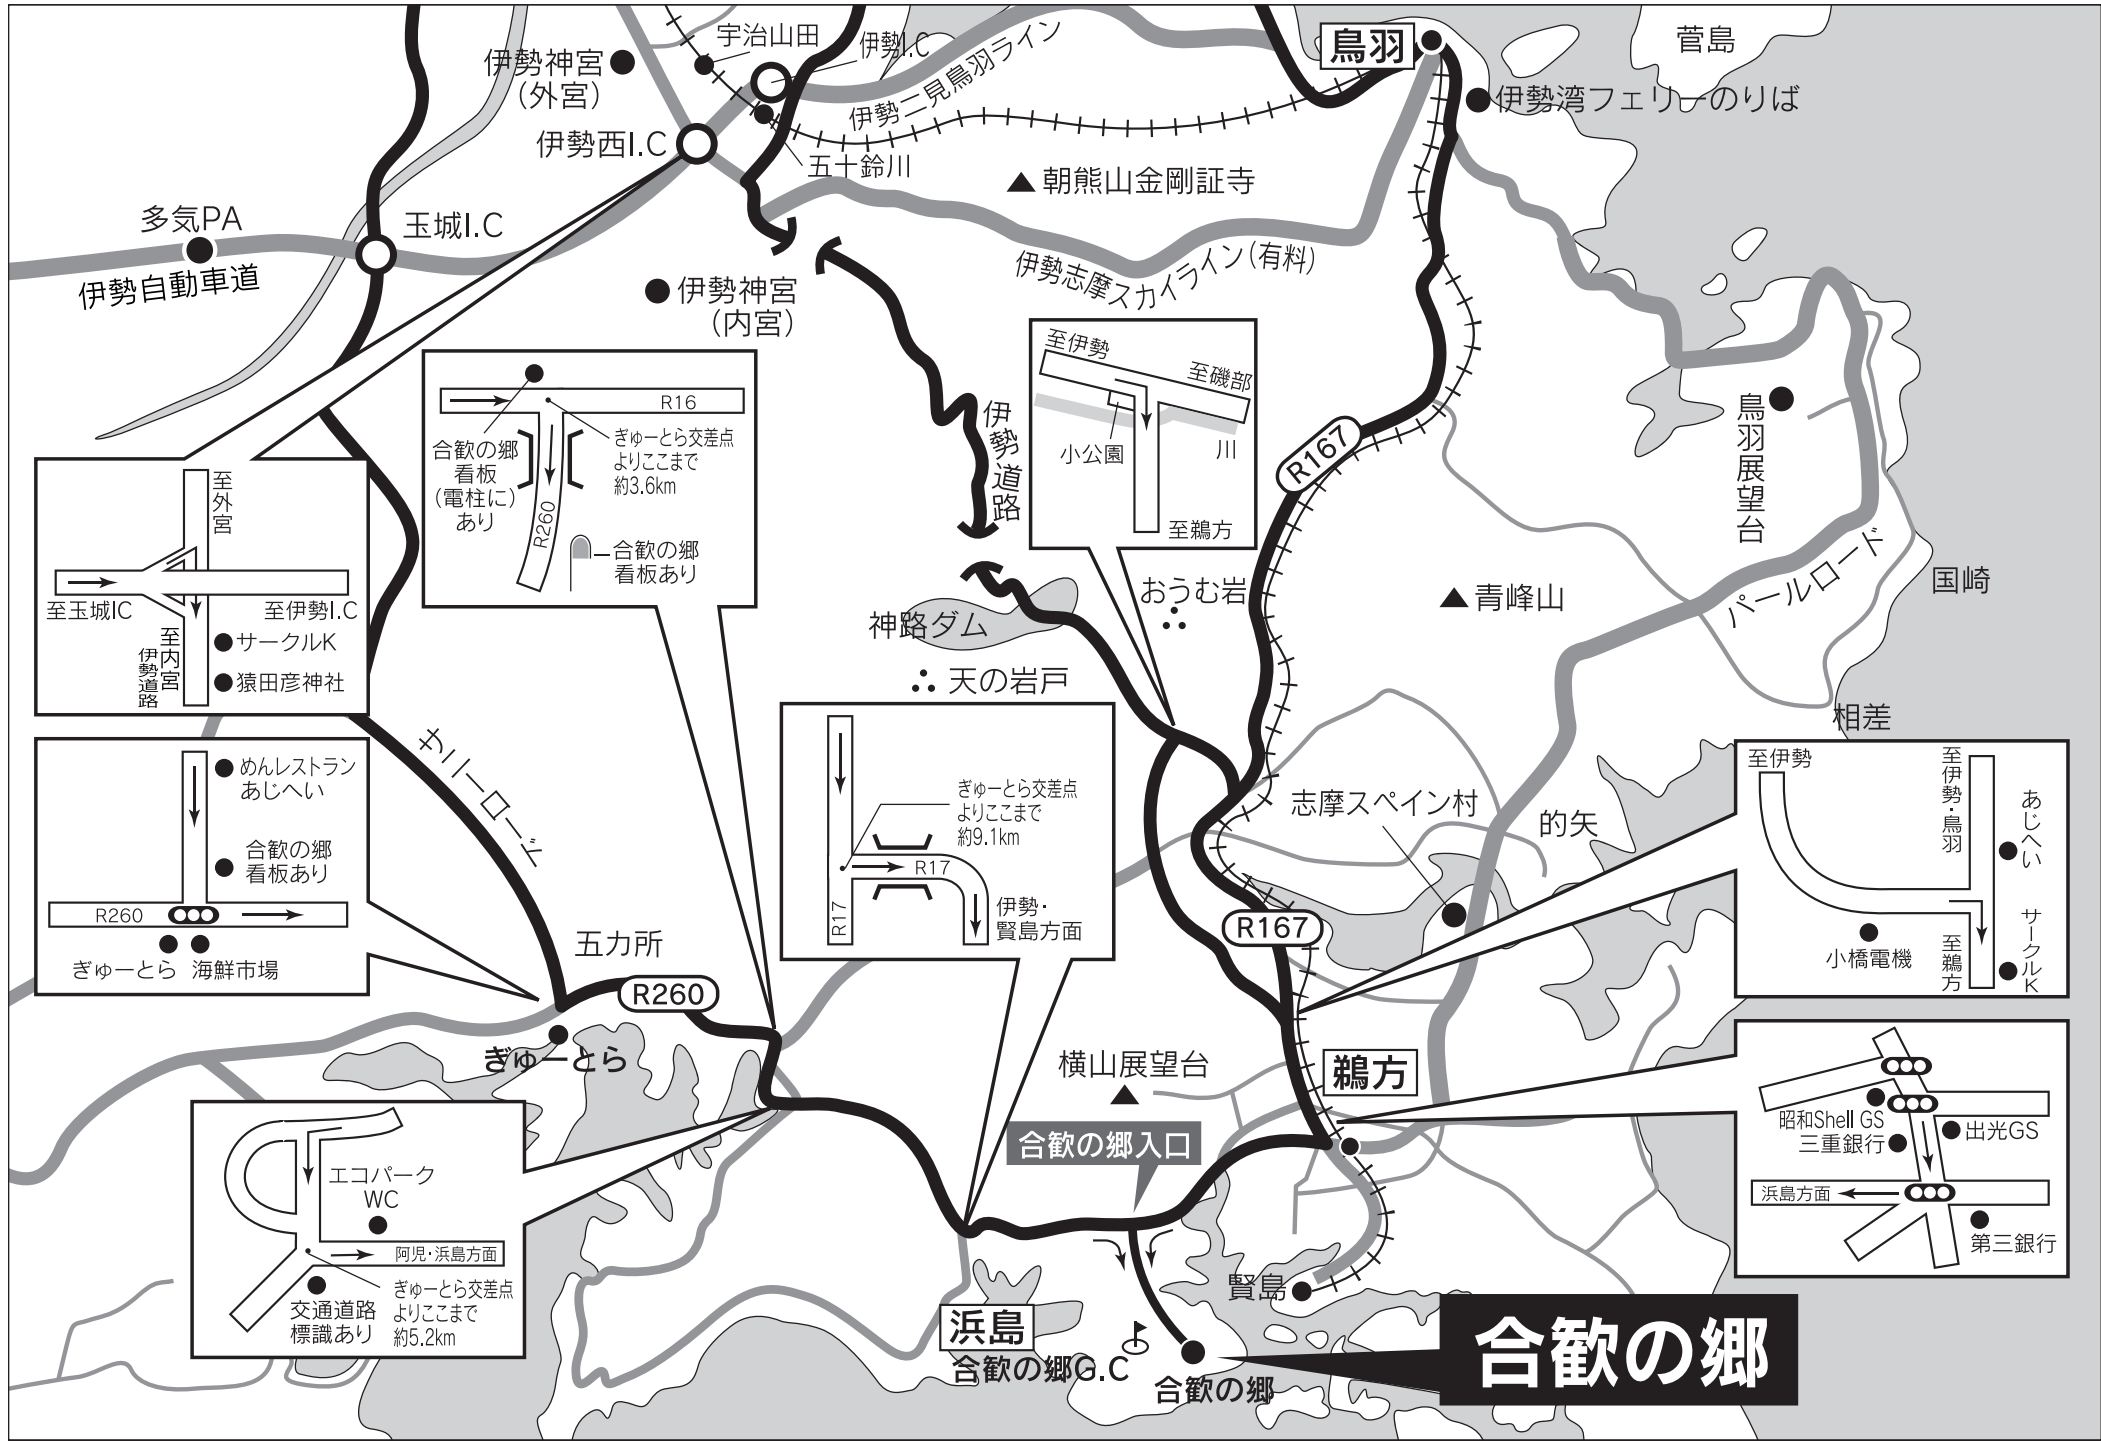 宇治山田
伊勢I.C
伊勢神宮
（外宮）
伊勢二見鳥羽ライン
鳥羽
菅島
伊勢湾フェリーのりば
伊勢西I.C
五十鈴川
朝熊山金剛証寺
多気PA
玉城I.C
伊勢自動車道
伊勢志摩スカイライン（有料）
伊勢神宮
（内宮）
R16
合歓の郷
看板
（電柱に）
あり
ぎゅーとら交差点
よりここまで
約3.6km
R260
合歓の郷
看板あり
伊勢道路
至伊勢
至磯部
小公園
川
至鵜方
R167
鳥羽展望台
パールロード
国崎
至外宮
至玉城IC
至伊勢I.C
至内宮
伊勢道路
サークルK
猿田彦神社
神路ダム
おうむ岩
青峰山
天の岩戸
相差
サニーロード
めんレストラン
あじへい
合歓の郷
看板あり
R260
ぎゅーとら
海鮮市場
ぎゅーとら交差点
よりここまで
約9.1km
R17
R17
伊勢・
賢島方面
志摩スペイン村
的矢
至伊勢
至伊勢・鳥羽
あじへい
小橋電機
至鵜方
サークルK
R167
五カ所
R260
ぎゅーとら
横山展望台
鵜方
合歓の郷入口
昭和Shell GS
三重銀行
出光GS
浜島方面
第三銀行
エコパーク
WC
阿児・浜島方面
交通道路
標識あり
ぎゅーとら交差点
よりここまで
約5.2km
賢島
浜島
合歓の郷G.C
合歓の郷
合歓の郷